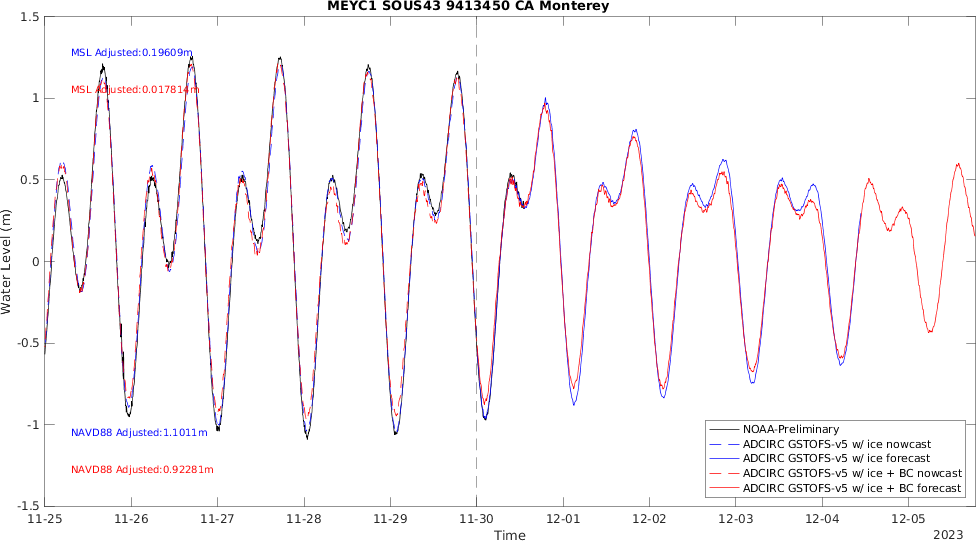 MEYC1 SOUS43 9413450 CA Monterey
1.5
1
0.5
0
-0.5
-1
-1.5
Water Level (m)
MSL Adjusted:0.19609m
MSL Adjusted:0.017814m
NAVD88 Adjusted:1.1011m
NAVD88 Adjusted:0.92281m
NOAA-Preliminary
ADCIRC GSTOFS-v5 w/ ice nowcast
ADCIRC GSTOFS-v5 w/ ice forecast
ADCIRC GSTOFS-v5 w/ ice + BC nowcast
ADCIRC GSTOFS-v5 w/ ice + BC forecast
11-25 11-26 11-27 11-28 11-29 11-30 12-01 12-02 12-03 12-04 12-05
Time
2023